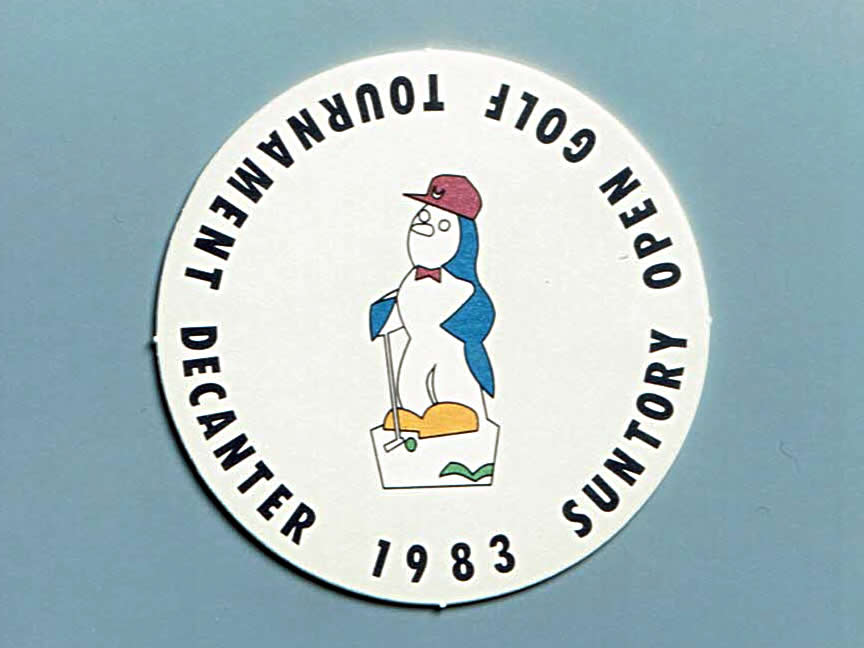 1983 SUNTORY OPEN GOLF TOURNAMENT DECANTER